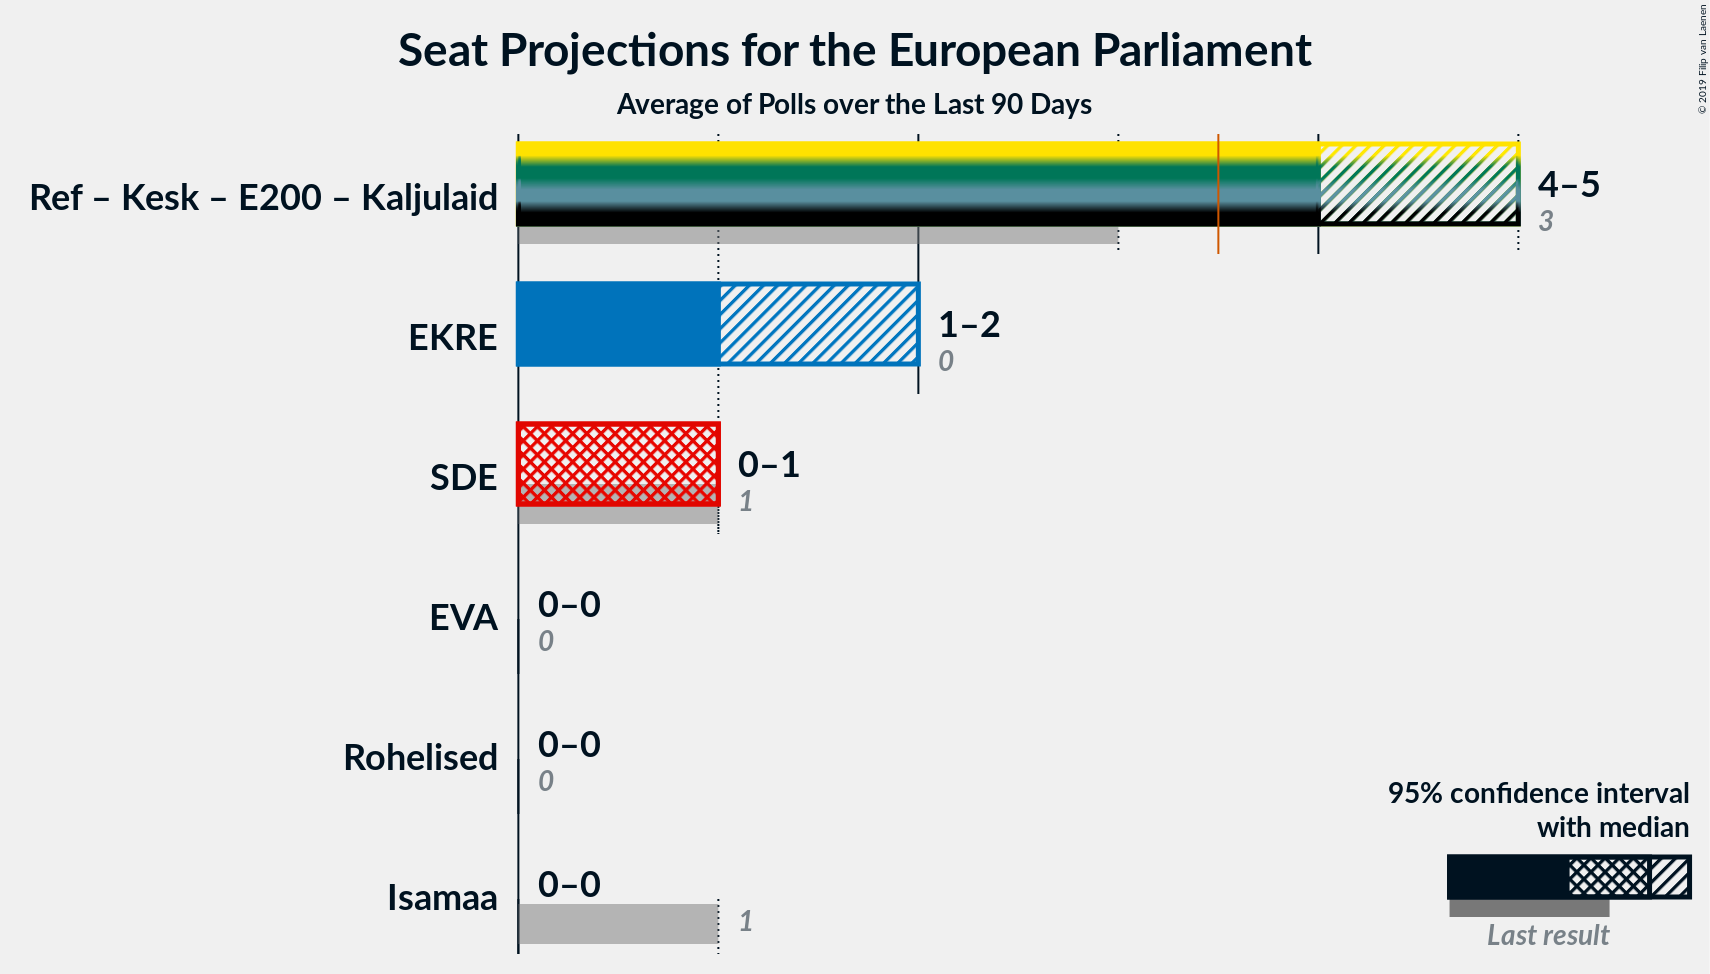 Seat Projections for the European Parliament
Average of Polls over the Last 90 Days
© 2019 Filip van Laenen
Ref – Kesk – E200 – Kaljulaid
4–5
3
EKRE
1–2
0
SDE
0–1
1
EVA
0–0
0
Rohelised
0–0
0
Isamaa
0–0
1
95% confidence interval
with median
Last result